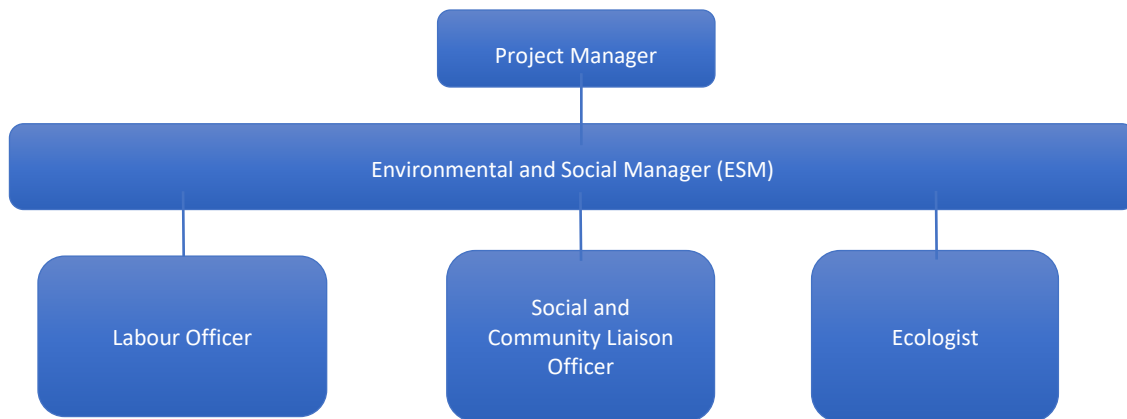 Project Manager
Environmental and Social Manager (ESM)
Labour Officer
Social and
Community Liaison
Officer
Ecologist